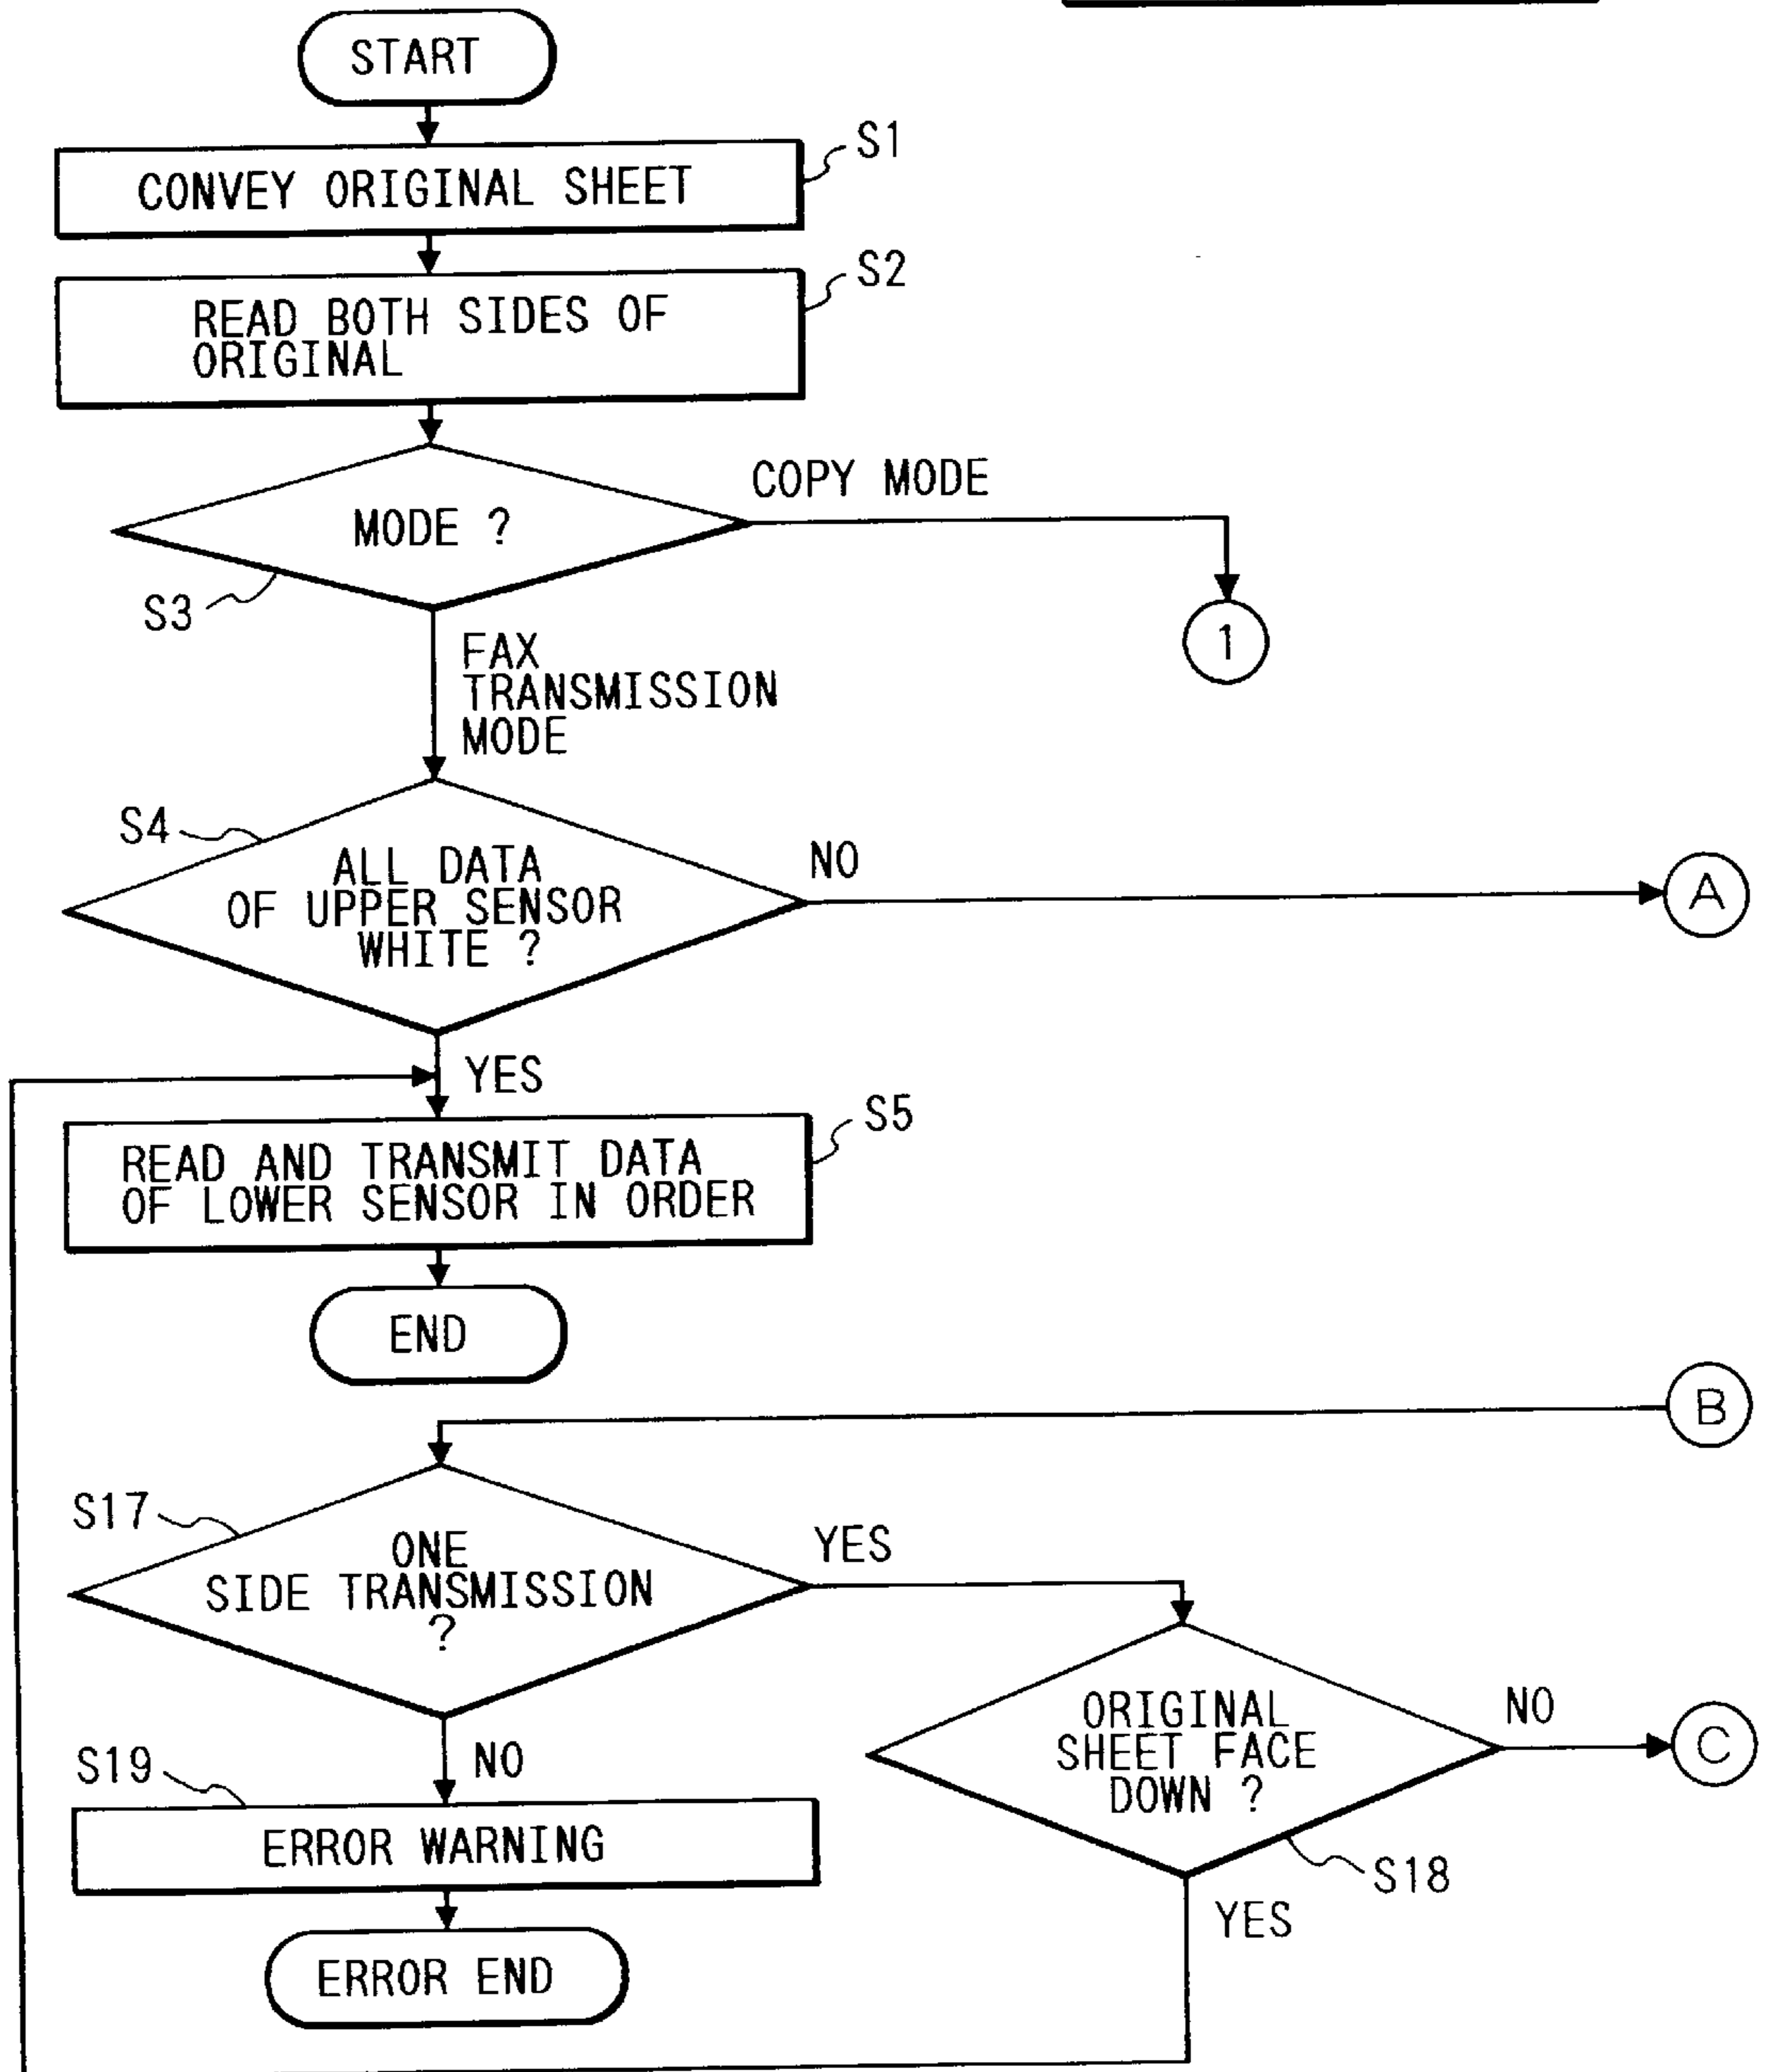 START
CONVEY ORIGINAL SHEET
S1
READ BOTH SIDES OF
ORIGINAL
S2
MODE ?
S3
COPY MODE
1
FAX
TRANSMISSION
MODE
S4
ALL DATA
OF UPPER SENSOR
WHITE ?
NO
A
YES
READ AND TRANSMIT DATA
OF LOWER SENSOR IN ORDER
S5
END
B
S17
ONE
SIDE TRANSMISSION
?
YES
ORIGINAL
SHEET FACE
DOWN ?
NO
C
S18
YES
NO
S19
ERROR WARNING
ERROR END